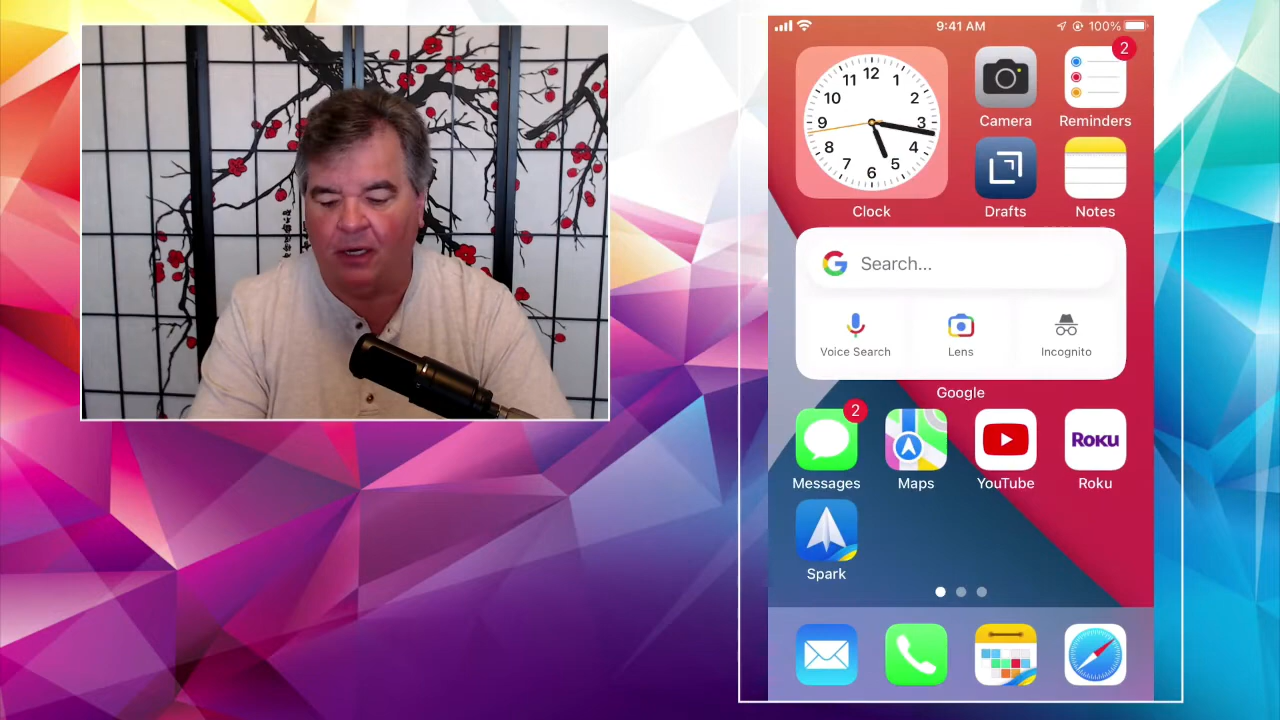 9:41 AM 100%
12
11 1
10 2
9 3
8 4
7 5
6
2
Camera Reminders
Clock Drafts Notes
Search...
Voice Search Lens Incognito
Google
2
Roku
Messages Maps YouTube Roku
Spark